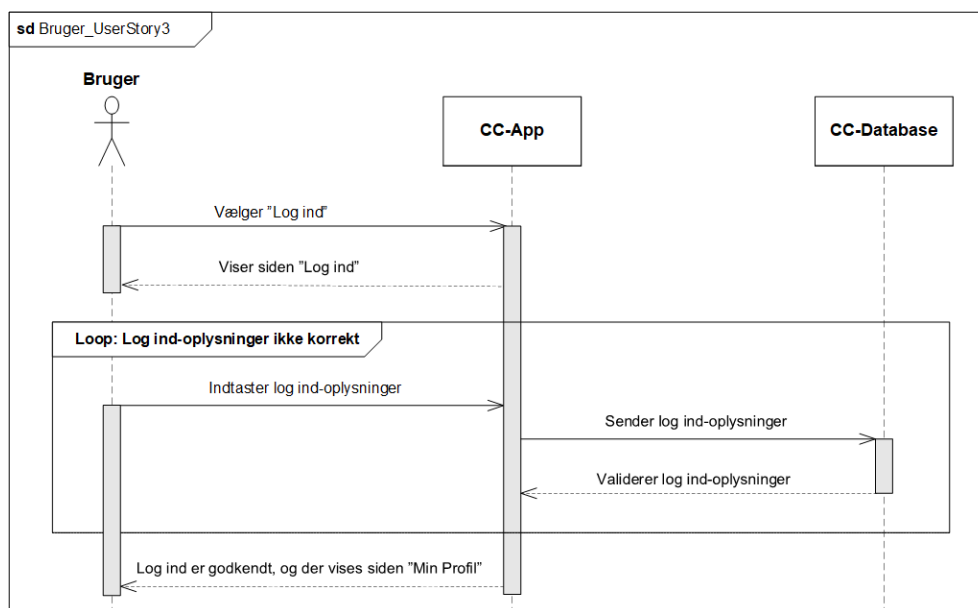 sd Bruger_UserStory3
Bruger
CC-App
CC-Database
Vælger ”Log ind”
Viser siden ”Log ind”
Loop: Log ind-oplysninger ikke korrekt
Indtaster log ind-oplysninger
Sender log ind-oplysninger
Validerer log ind-oplysninger
Log ind er godkendt, og der vises siden ”Min Profil”